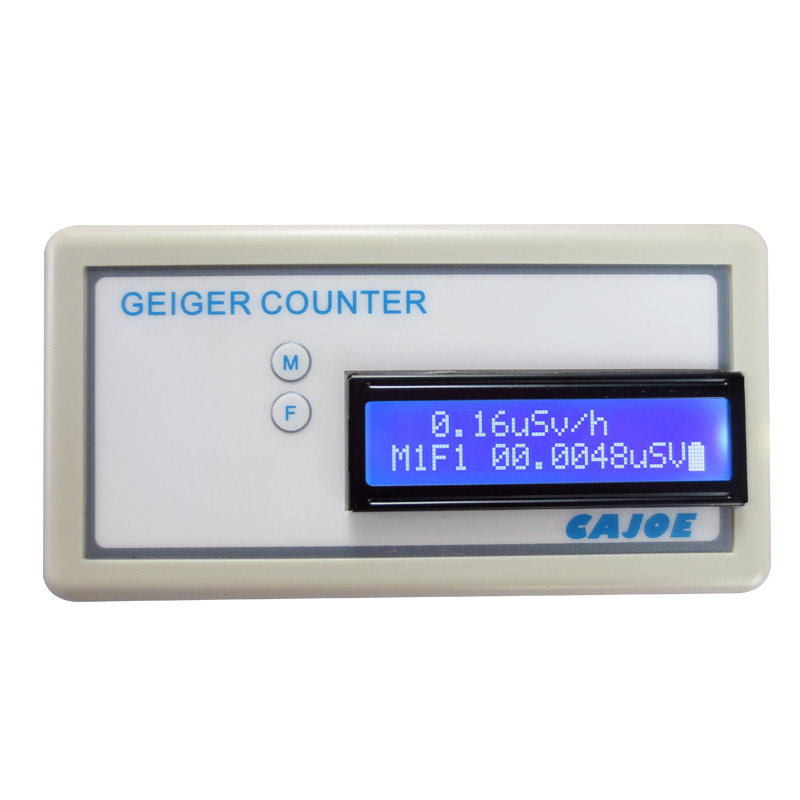 GEIGER COUNTER
M
F
0.16uSv/h
M1F1 00.0048uSV
CAJOE